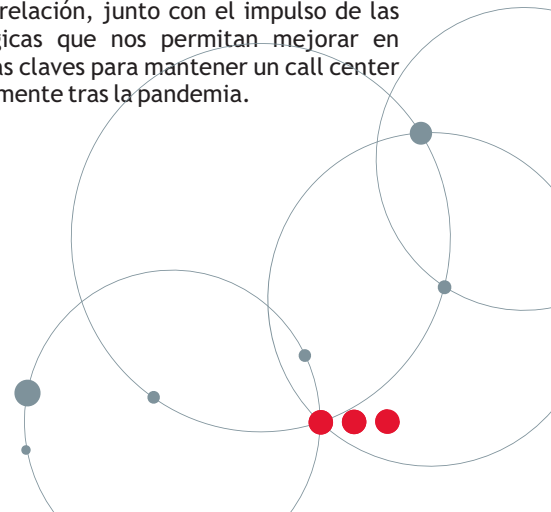 relación, junto con el impulso de las
gicas que nos permitan mejorar en
as claves para mantener un call center
mente tras la pandemia.